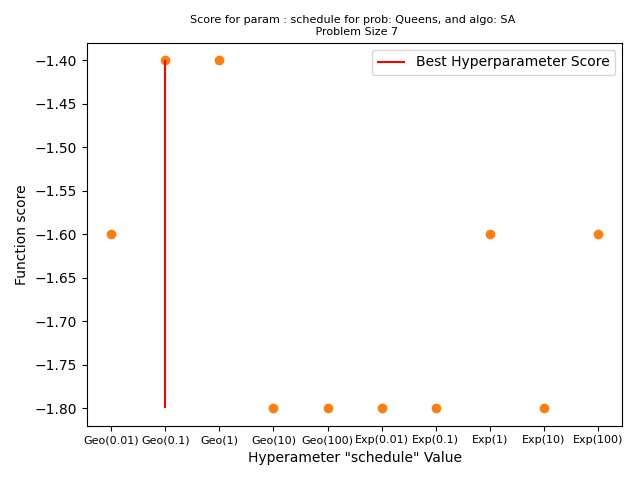 Score for param : schedule for prob: Queens, and algo: SA
Problem Size 7
Best Hyperparameter Score
Function score
−1.40
−1.45
−1.50
−1.55
−1.60
−1.65
−1.70
−1.75
−1.80
Geo(0.01) Geo(0.1) Geo(1) Geo(10) Geo(100) Exp(0.01) Exp(0.1) Exp(1) Exp(10) Exp(100)
Hyperameter "schedule" Value